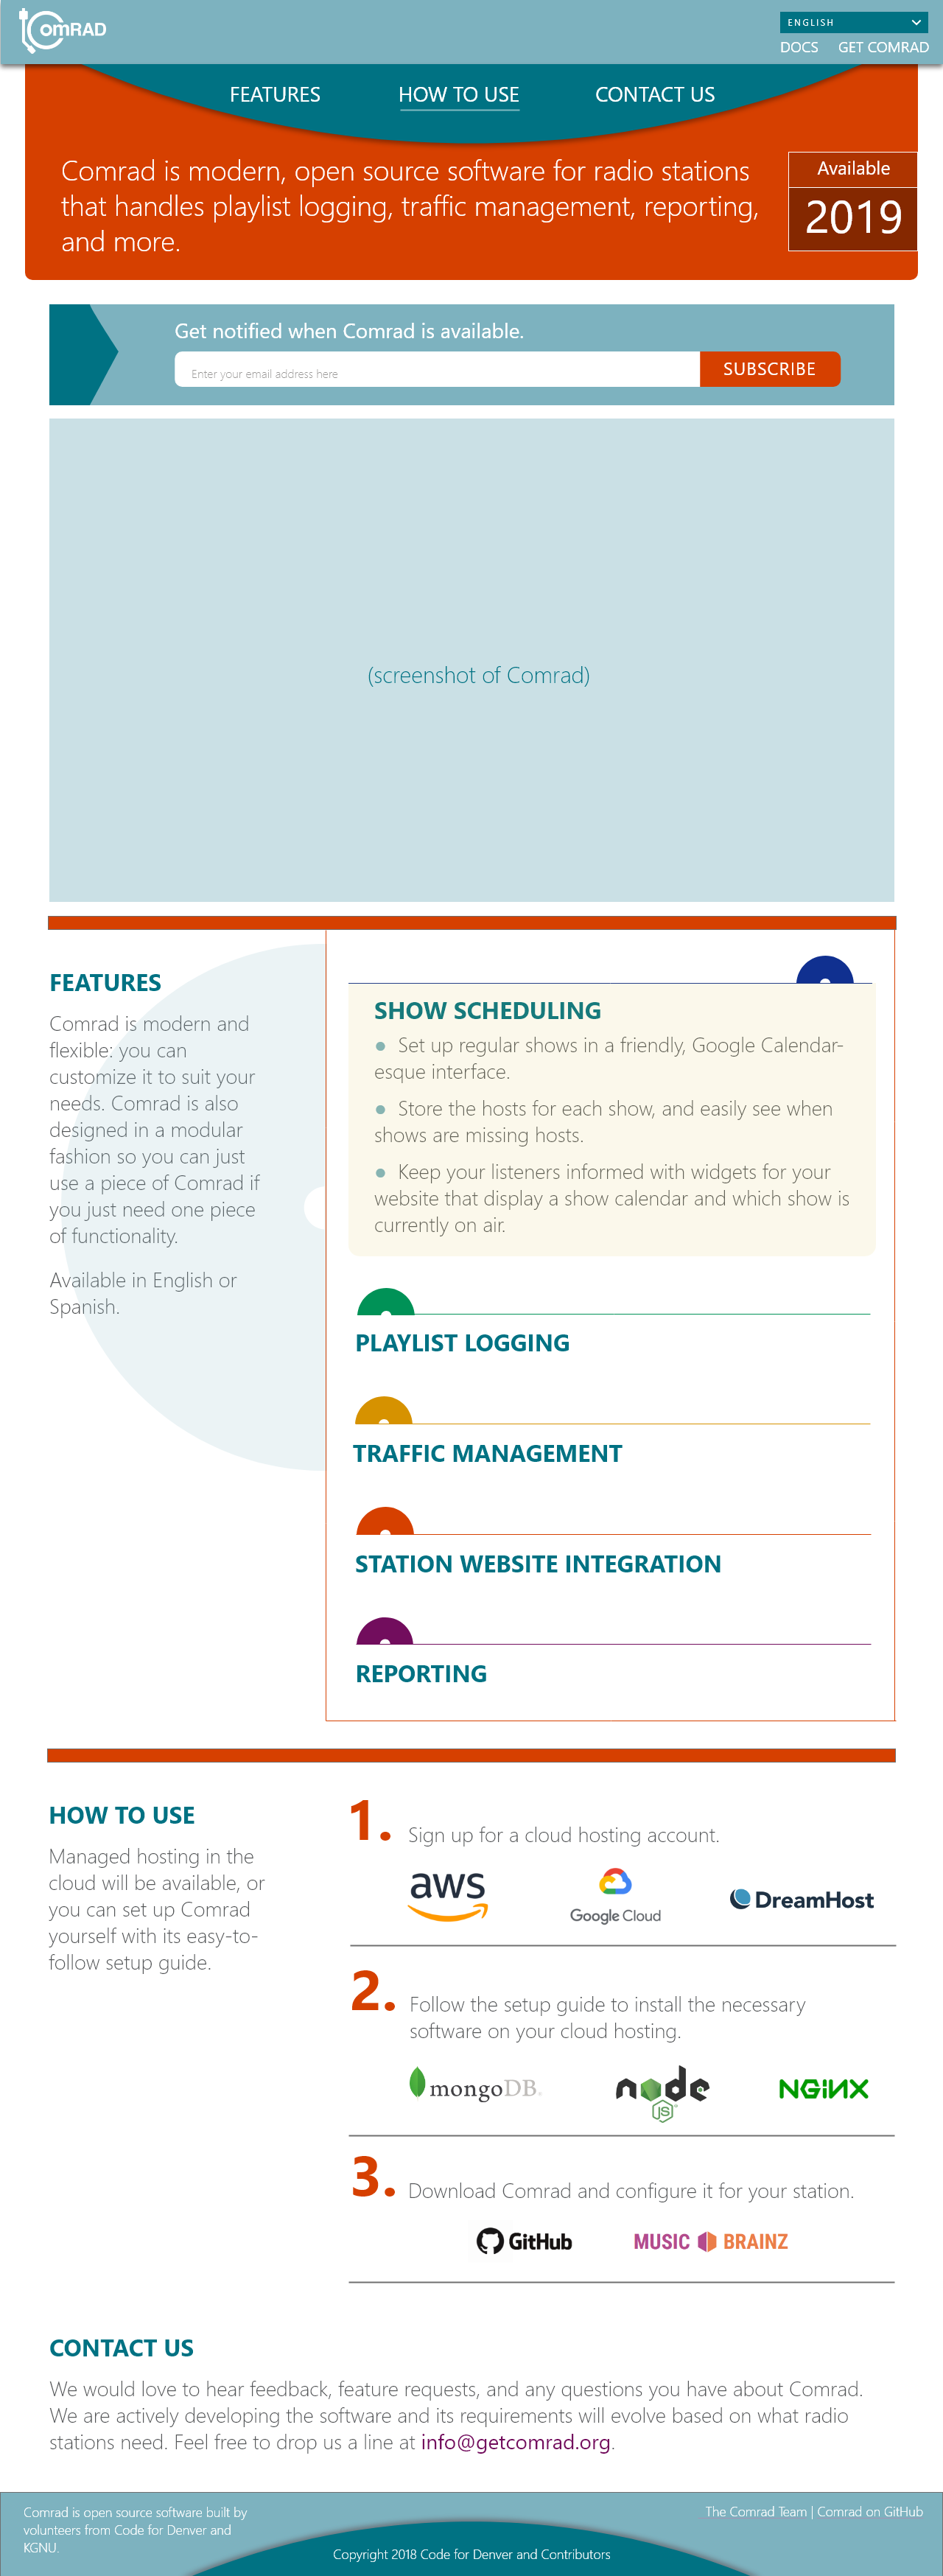 COMRAD
ENGLISH
DOCS GET COMRAD
FEATURES HOW TO USE CONTACT US
Comrad is modern, open source software for radio stations
that handles playlist logging, traffic management, reporting,
and more.
Available
2019
Get notified when Comrad is available.
Enter your email address here
SUBSCRIBE
(screenshot of Comrad)
FEATURES
Comrad is modern and
flexible: you can
customize it to suit your
needs. Comrad is also
designed in a modular
fashion so you can just
use a piece of Comrad if
you just need one piece
of functionality.
Available in English or
Spanish.
SHOW SCHEDULING
● Set up regular shows in a friendly, Google Calendar-
esque interface.
● Store the hosts for each show, and easily see when
shows are missing hosts.
● Keep your listeners informed with widgets for your
website that display a show calendar and which show is
currently on air.
PLAYLIST LOGGING
TRAFFIC MANAGEMENT
STATION WEBSITE INTEGRATION
REPORTING
HOW TO USE
Managed hosting in the
cloud will be available, or
you can set up Comrad
yourself with its easy-to-
follow setup guide.
1. Sign up for a cloud hosting account.
aws
Google Cloud
DreamHost
2. Follow the setup guide to install the necessary
software on your cloud hosting.
mongoDB.
node
JS
NGINX
3. Download Comrad and configure it for your station.
GitHub
MUSIC BRAINZ
CONTACT US
We would love to hear feedback, feature requests, and any questions you have about Comrad.
We are actively developing the software and its requirements will evolve based on what radio
stations need. Feel free to drop us a line at info@getcomrad.org.
Comrad is open source software built by
volunteers from Code for Denver and
KGNU.
The Comrad Team | Comrad on GitHub
Copyright 2018 Code for Denver and Contributors